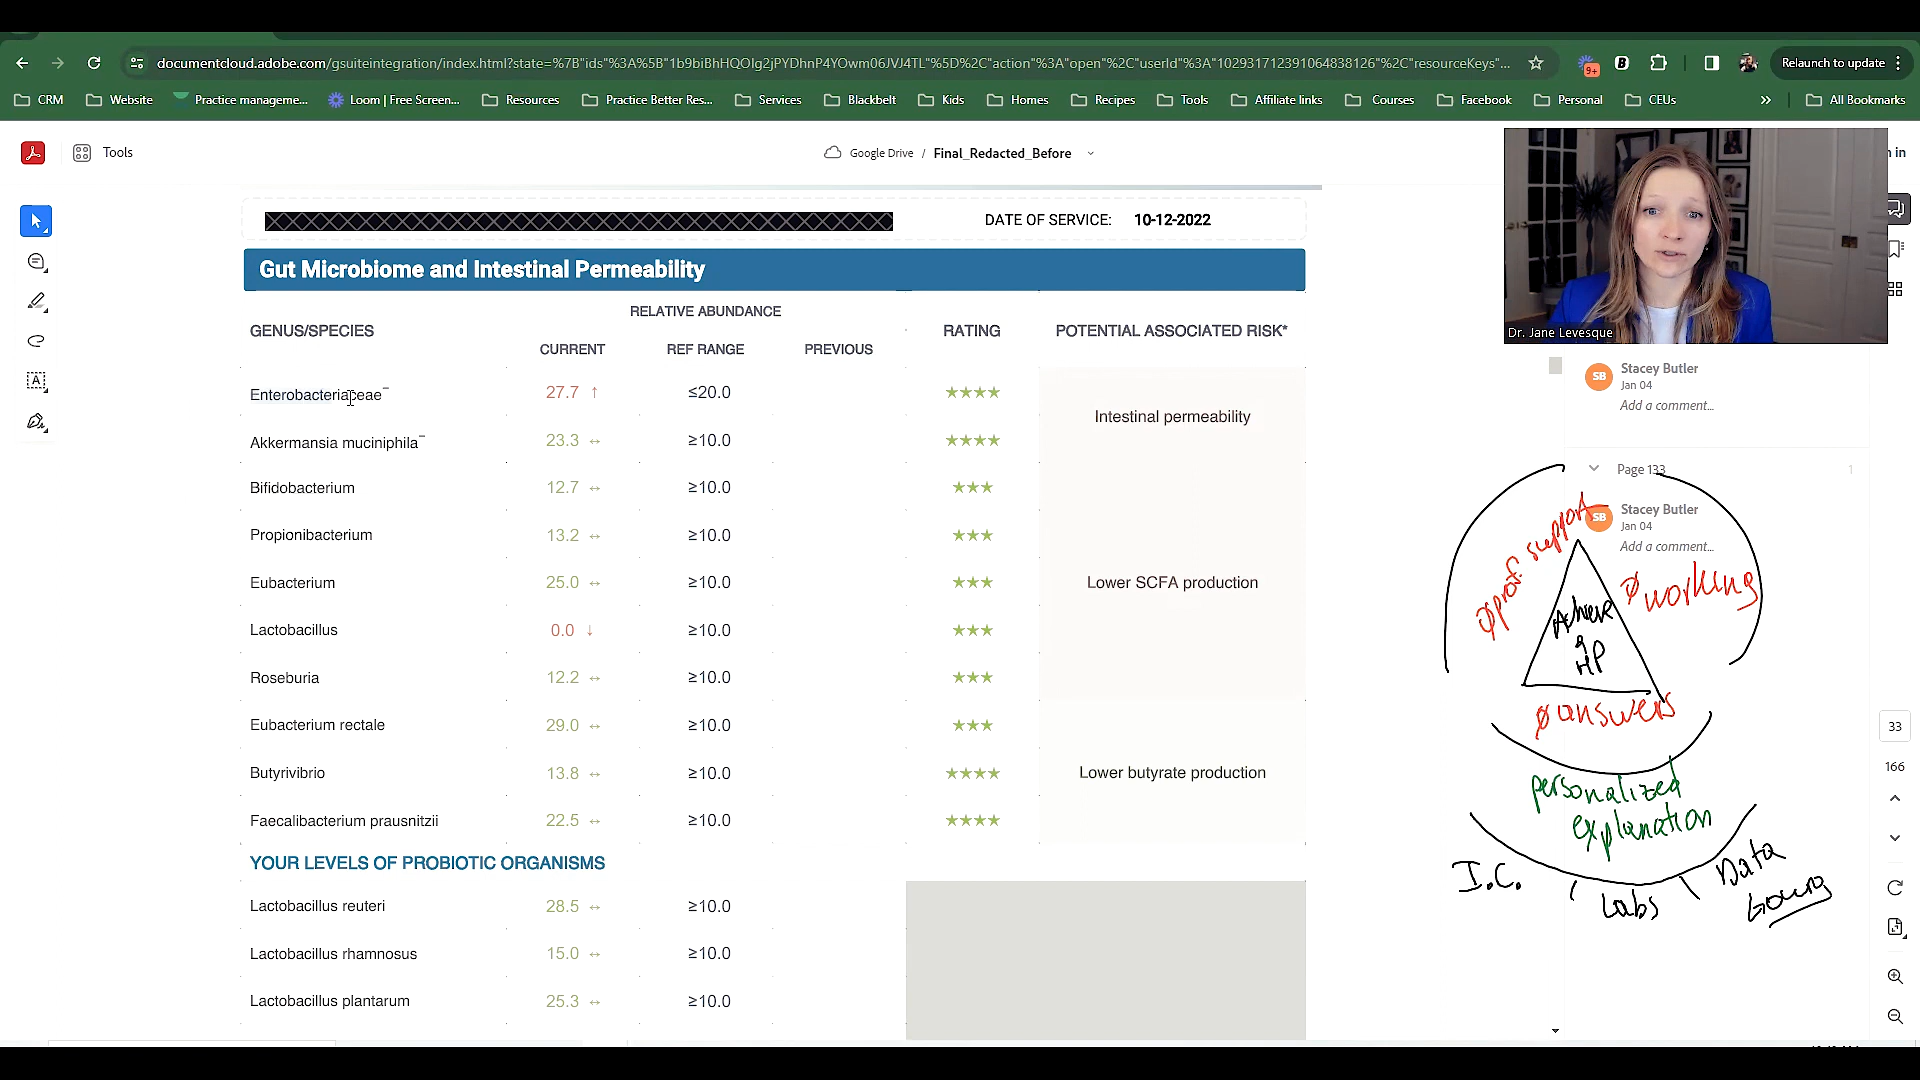 documentcloud.adobe.com/gsuiteintegration/index.html?state=%7B"ids"%3A%5B"1b9biBhHQOIg2jPYDhnP4YOwm06JVJ4TL"%5D%2C"action"%3A"open"%2C"userId"%3A"102931712391064838126"%2C"resourceKeys"...
9+
Relaunch to update
CRM Website Practice manageme... Loom | Free Screen... Resources Practice Better Res... Services Blackbelt Kids Homes Recipes Tools Affiliate links Courses Facebook Personal CEUs All Bookmarks
Tools
Google Drive / Final_Redacted_Before
n in
DATE OF SERVICE: 10-12-2022
Gut Microbiome and Intestinal Permeability
RELATIVE ABUNDANCE
GENUS/SPECIES CURRENT REF RANGE PREVIOUS RATING POTENTIAL ASSOCIATED RISK*
Enterobacteriaceae⁻ 27.7 ↑ ≤20.0 ★★★★
Intestinal permeability
Akkermansia muciniphila⁻ 23.3 ↔ ≥10.0 ★★★★
Bifidobacterium 12.7 ↔ ≥10.0 ★★★
Propionibacterium 13.2 ↔ ≥10.0 ★★★
Eubacterium 25.0 ↔ ≥10.0 ★★★ Lower SCFA production
Lactobacillus 0.0 ↓ ≥10.0 ★★★
Roseburia 12.2 ↔ ≥10.0 ★★★
Eubacterium rectale 29.0 ↔ ≥10.0 ★★★
Butyrivibrio 13.8 ↔ ≥10.0 ★★★★ Lower butyrate production
Faecalibacterium prausnitzii 22.5 ↔ ≥10.0 ★★★★
YOUR LEVELS OF PROBIOTIC ORGANISMS
Lactobacillus reuteri 28.5 ↔ ≥10.0
Lactobacillus rhamnosus 15.0 ↔ ≥10.0
Lactobacillus plantarum 25.3 ↔ ≥10.0
Dr. Jane Levesque
SB Stacey Butler
Jan 04
Add a comment...
Page 133 1
SB Stacey Butler
Jan 04
Add a comment...
Ø prof. support
Ø working
Achieve
HP
Ø answers
personalized
explanation
I.C.
Labs
Data
33
166